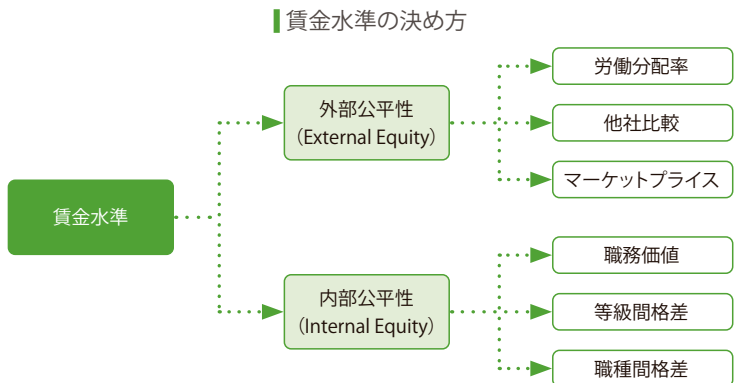 賃金水準の決め方
賃金水準
外部公平性
（External Equity）
労働分配率
他社比較
マーケットプライス
内部公平性
（Internal Equity）
職務価値
等級間格差
職種間格差